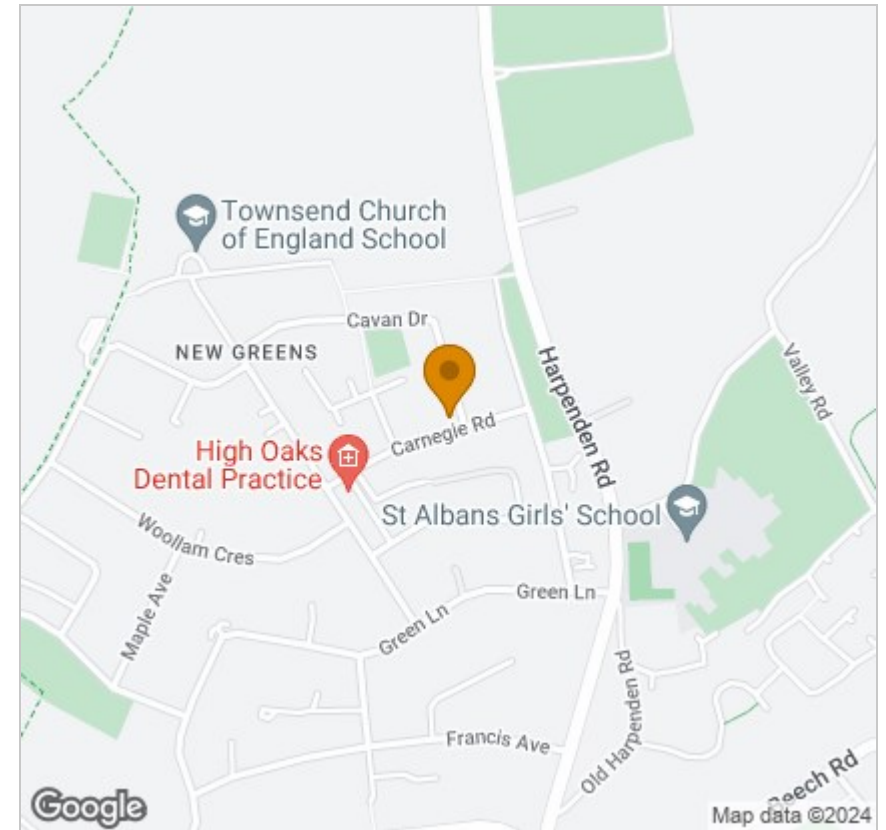 Townsend Church
of England School
Cavan Dr
NEW GREENS
Harpenden Rd
Valley Rd
Carnegie Rd
High Oaks
Dental Practice
St Albans Girls' School
Woollam Cres
Maple Ave
Green Ln
Green Ln
Old Harpenden Rd
Francis Ave
Beech Rd
Google
Map data ©2024